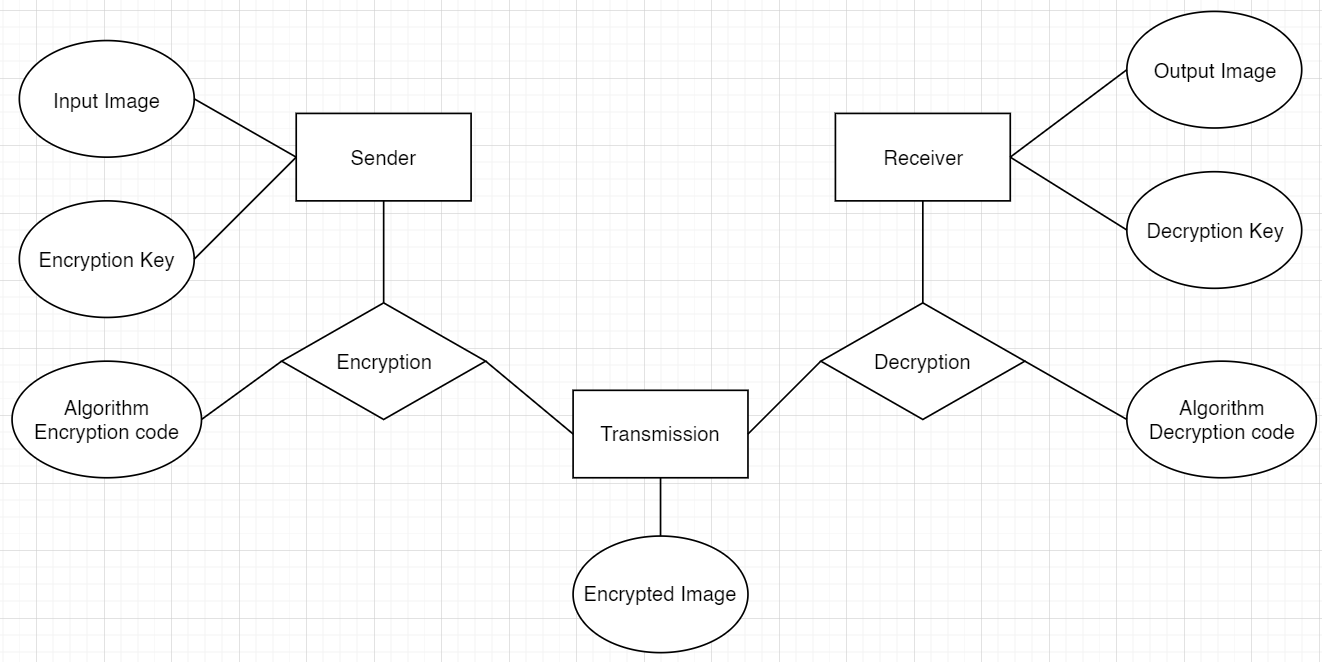 Output Image
Input Image
Sender
Receiver
Decryption Key
Encryption Key
Encryption
Decryption
Algorithm
Encryption code
Algorithm
Decryption code
Transmission
Encrypted Image